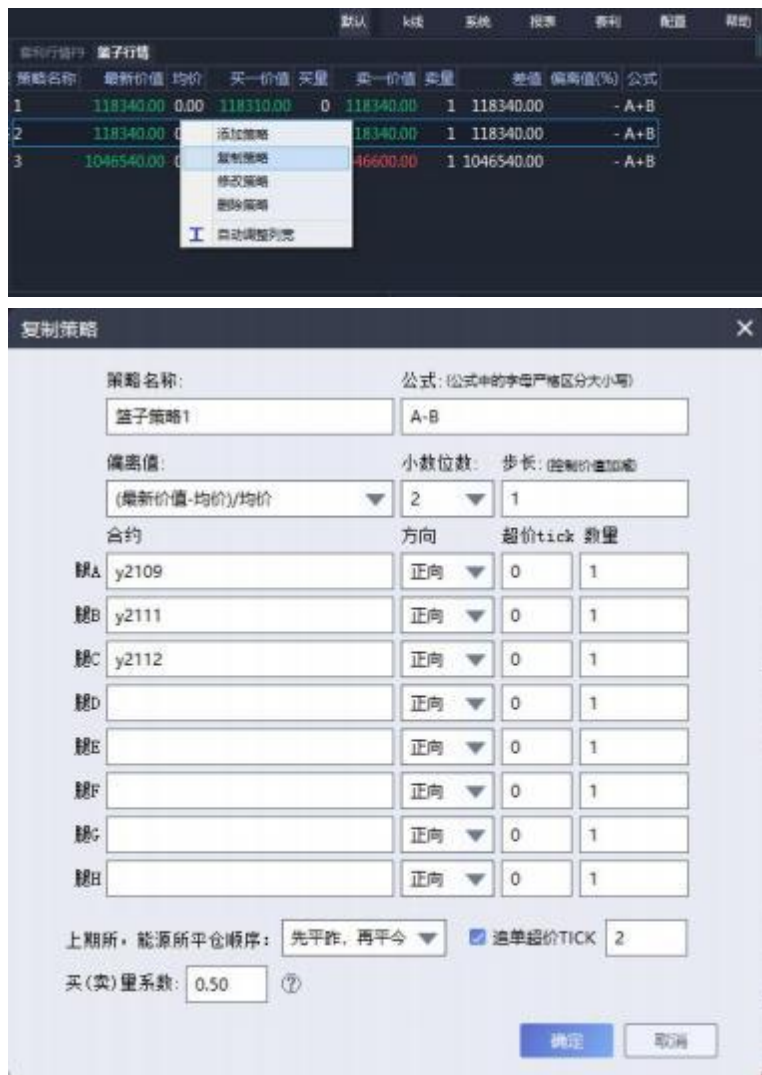 默认 k线 系统 报表 套利 配置 帮助
套利行情F9 篮子行情
策略名称 最新价值 均价 买一价值 买量 卖一价值 卖量 差值 偏离值(%) 公式
1 118340.00 0.00 118310.00 0 118340.00 1 118340.00 - A+B
2 118340.00 118340.00 1 118340.00 - A+B
3 1046540.00 46600.00 1 1046540.00 - A+B
添加策略
复制策略
修改策略
删除策略
自动调整列宽
复制策略
策略名称: 公式: (公式中的字母严格区分大小写)
篮子策略1 A-B
偏离值: 小数位数: 步长: (控制价值加减)
(最新价值-均价)/均价 2 1
合约 方向 超价tick 数量
腿A y2109 正向 0 1
腿B y2111 正向 0 1
腿C y2112 正向 0 1
腿D 正向 0 1
腿E 正向 0 1
腿F 正向 0 1
腿G 正向 0 1
腿H 正向 0 1
上期所，能源所平仓顺序: 先平昨，再平今 追单超价TICK 2
买(卖)量系数: 0.50 ?
确定 取消